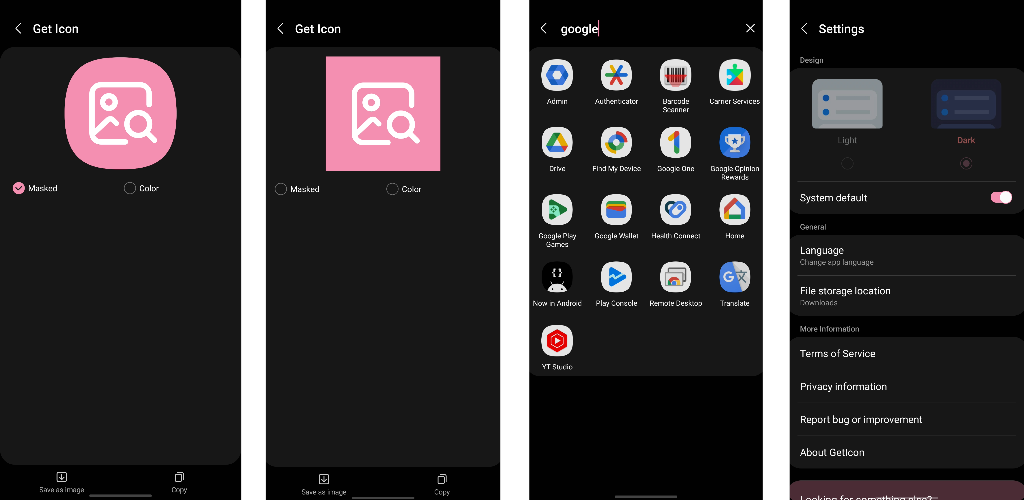 Get Icon
Masked
Color
Save as image
Copy
Get Icon
Masked
Color
Save as image
Copy
google
Admin
Authenticator
Barcode
Scanner
Carrier Services
Drive
Find My Device
Google One
Google Opinion
Rewards
Google Play
Games
Google Wallet
Health Connect
Home
Now in Android
Play Console
Remote Desktop
Translate
YT Studio
Settings
Design
Light
Dark
System default
General
Language
Change app language
File storage location
Downloads
More Information
Terms of Service
Privacy information
Report bug or improvement
About GetIcon
Looking for something else?